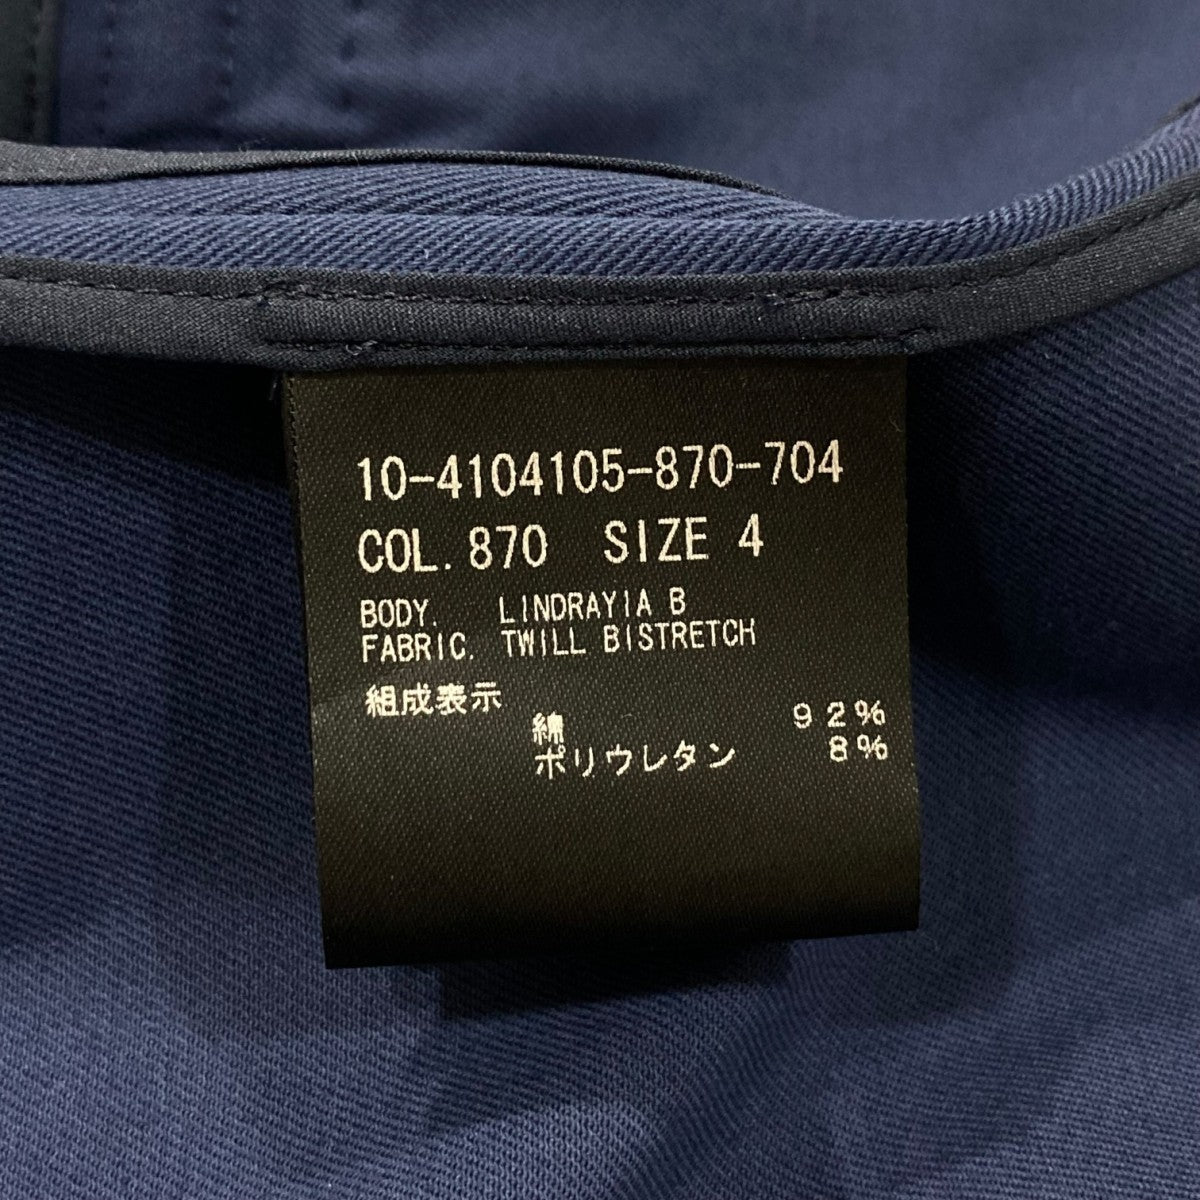 10-4104105-870-704
COL. 870 SIZE 4
BODY. LINDRAYIA B
FABRIC. TWILL BISTRETCH
組成表示
綿 92%
ポリウレタン 8%